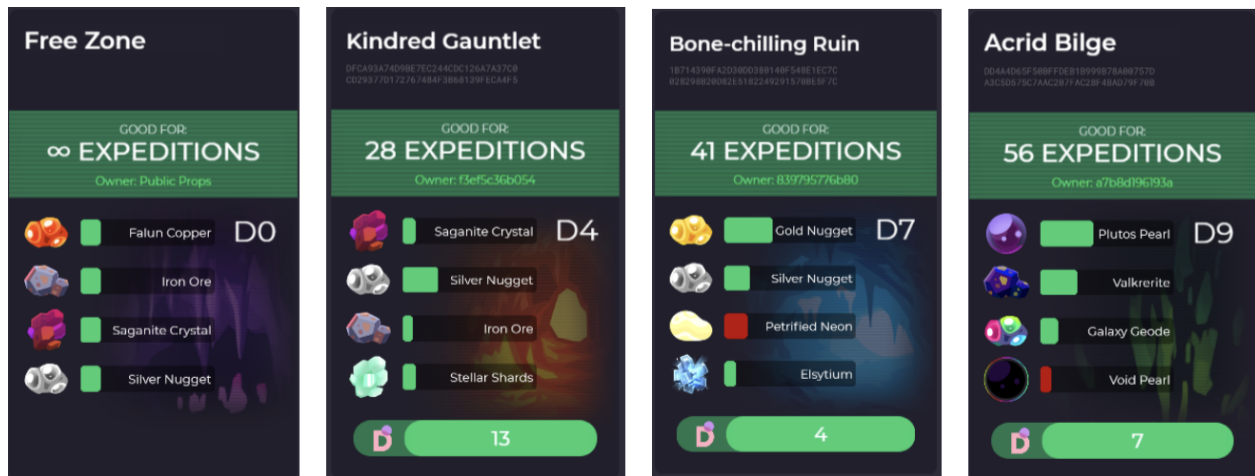 Free Zone
GOOD FOR:
∞ EXPEDITIONS
Owner: Public Props
Falun Copper
D0
Iron Ore
Saganite Crystal
Silver Nugget
Kindred Gauntlet
GOOD FOR:
28 EXPEDITIONS
Owner: f3ef5c36b054
Saganite Crystal
D4
Silver Nugget
Iron Ore
Stellar Shards
D
13
Bone-chilling Ruin
GOOD FOR:
41 EXPEDITIONS
Owner: 839795776b80
Gold Nugget
D7
Silver Nugget
Petrified Neon
Elsytium
D
4
Acrid Bilge
GOOD FOR:
56 EXPEDITIONS
Owner: a7b8d196193a
Plutos Pearl
D9
Valkrerite
Galaxy Geode
Void Pearl
D
7